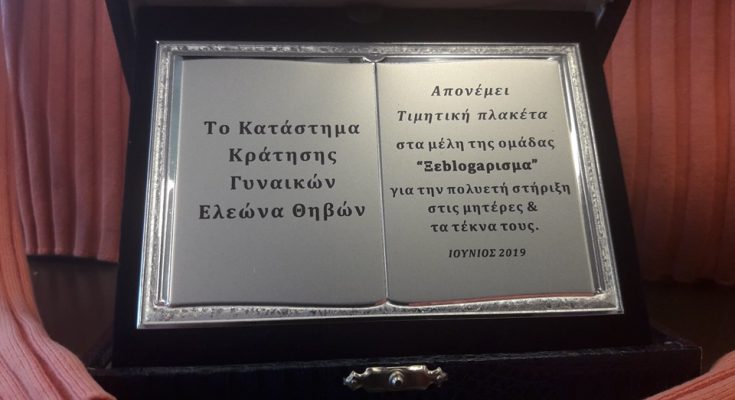 Το Κατάστημα
Κράτησης
Γυναικών
Ελεώνα Θηβών
Απονέμει
Τιμητική πλακέτα
στα μέλη της ομάδας
“Ξεblogaρισμα”
για την πολυετή στήριξη
στις μητέρες &
τα τέκνα τους.
ΙΟΥΝΙΟΣ 2019